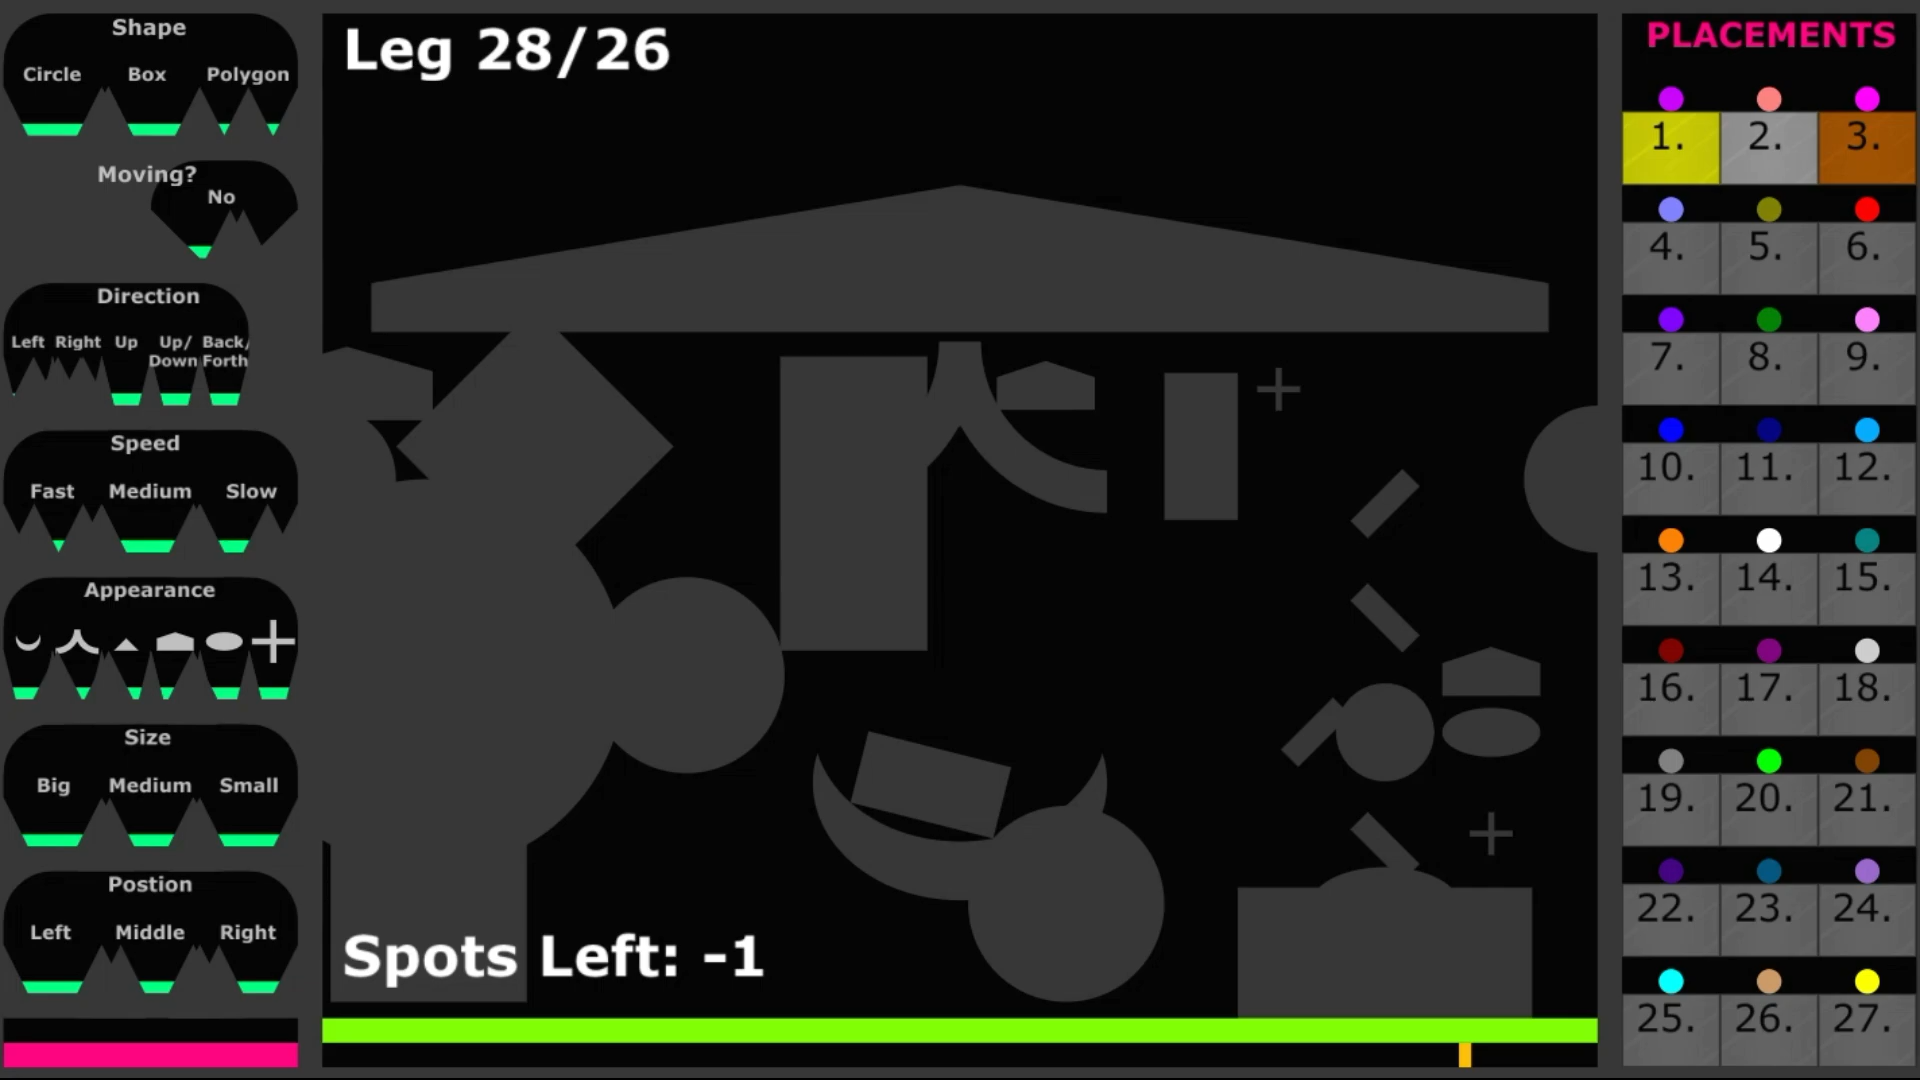 Shape
Circle Box Polygon
Moving?
No
Direction
Left Right Up Up/ Back/
Down Forth
Speed
Fast Medium Slow
Appearance
Size
Big Medium Small
Postion
Left Middle Right
Leg 28/26
Spots Left: -1
PLACEMENTS
1. 2. 3.
4. 5. 6.
7. 8. 9.
10. 11. 12.
13. 14. 15.
16. 17. 18.
19. 20. 21.
22. 23. 24.
25. 26. 27.